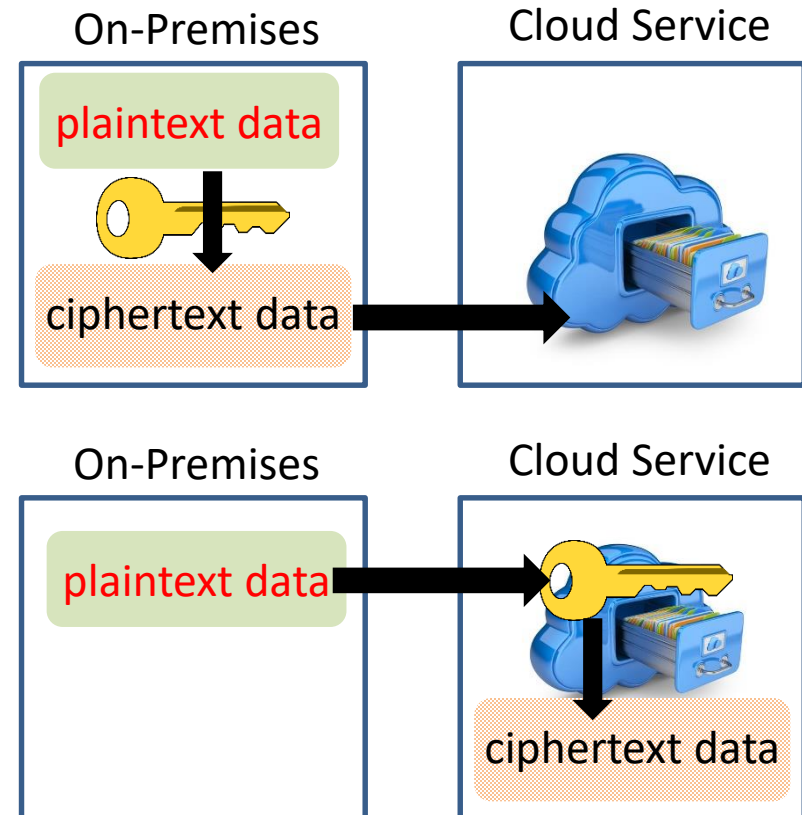 On-Premises
Cloud Service
plaintext data
ciphertext data
On-Premises
Cloud Service
plaintext data
ciphertext data